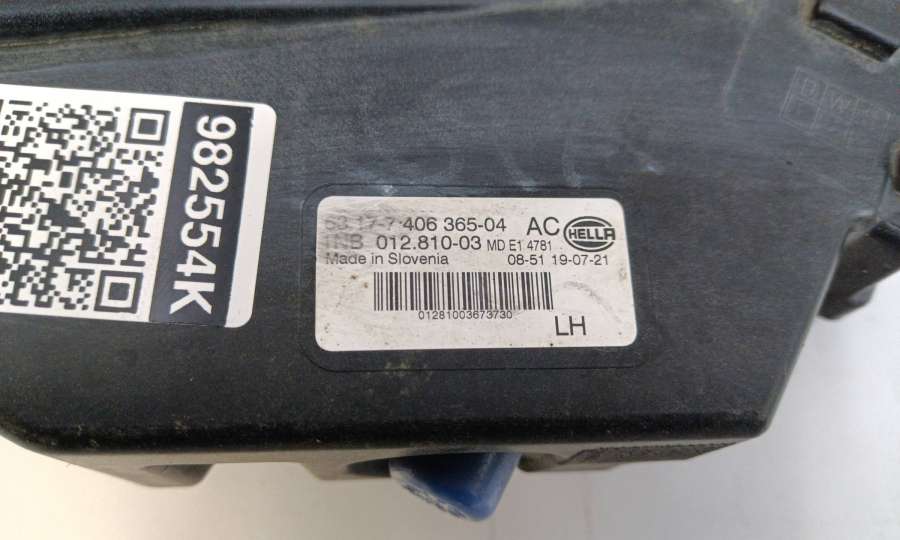 98254K
63 17-7 406 365-04 AC HELLA
1NB 012.810-03 MD E1 4781
Made in Slovenia 08-51 19-07-21
01281003673730
LH